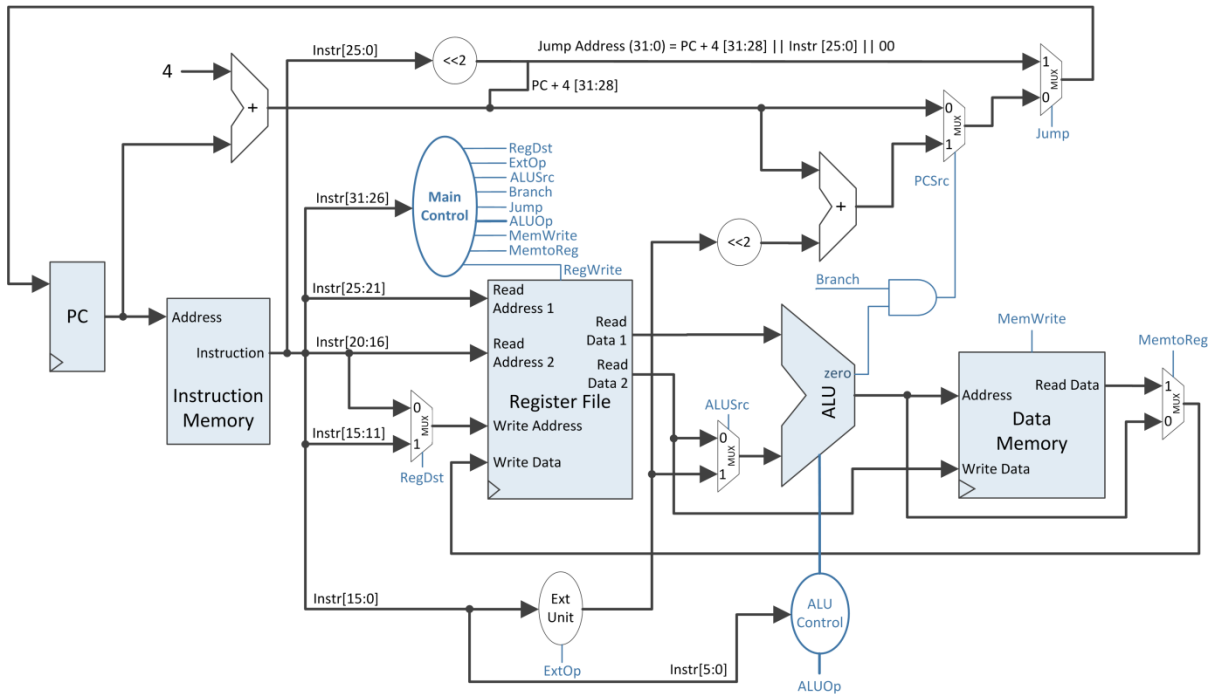 Instr[25:0]
<<2
Jump Address (31:0) = PC + 4 [31:28] || Instr [25:0] || 00
PC + 4 [31:28]
4
+
1
MUX
0
Jump
0
MUX
1
PCSrc
RegDst
ExtOp
ALUSrc
Branch
Jump
ALUOp
MemWrite
MemtoReg
RegWrite
Main
Control
Instr[31:26]
+
<<2
PC
Address
Instruction
Instruction
Memory
Instr[25:21]
Instr[20:16]
Instr[15:11]
0
MUX
1
RegDst
Read
Address 1
Read
Address 2
Read
Data 1
Read
Data 2
Register File
Write Address
Write Data
ALUSrc
0
MUX
1
Branch
zero
ALU
MemWrite
Address
Read Data
Data
Memory
Write Data
MemtoReg
1
MUX
0
Instr[15:0]
Ext
Unit
ExtOp
Instr[5:0]
ALU
Control
ALUOp